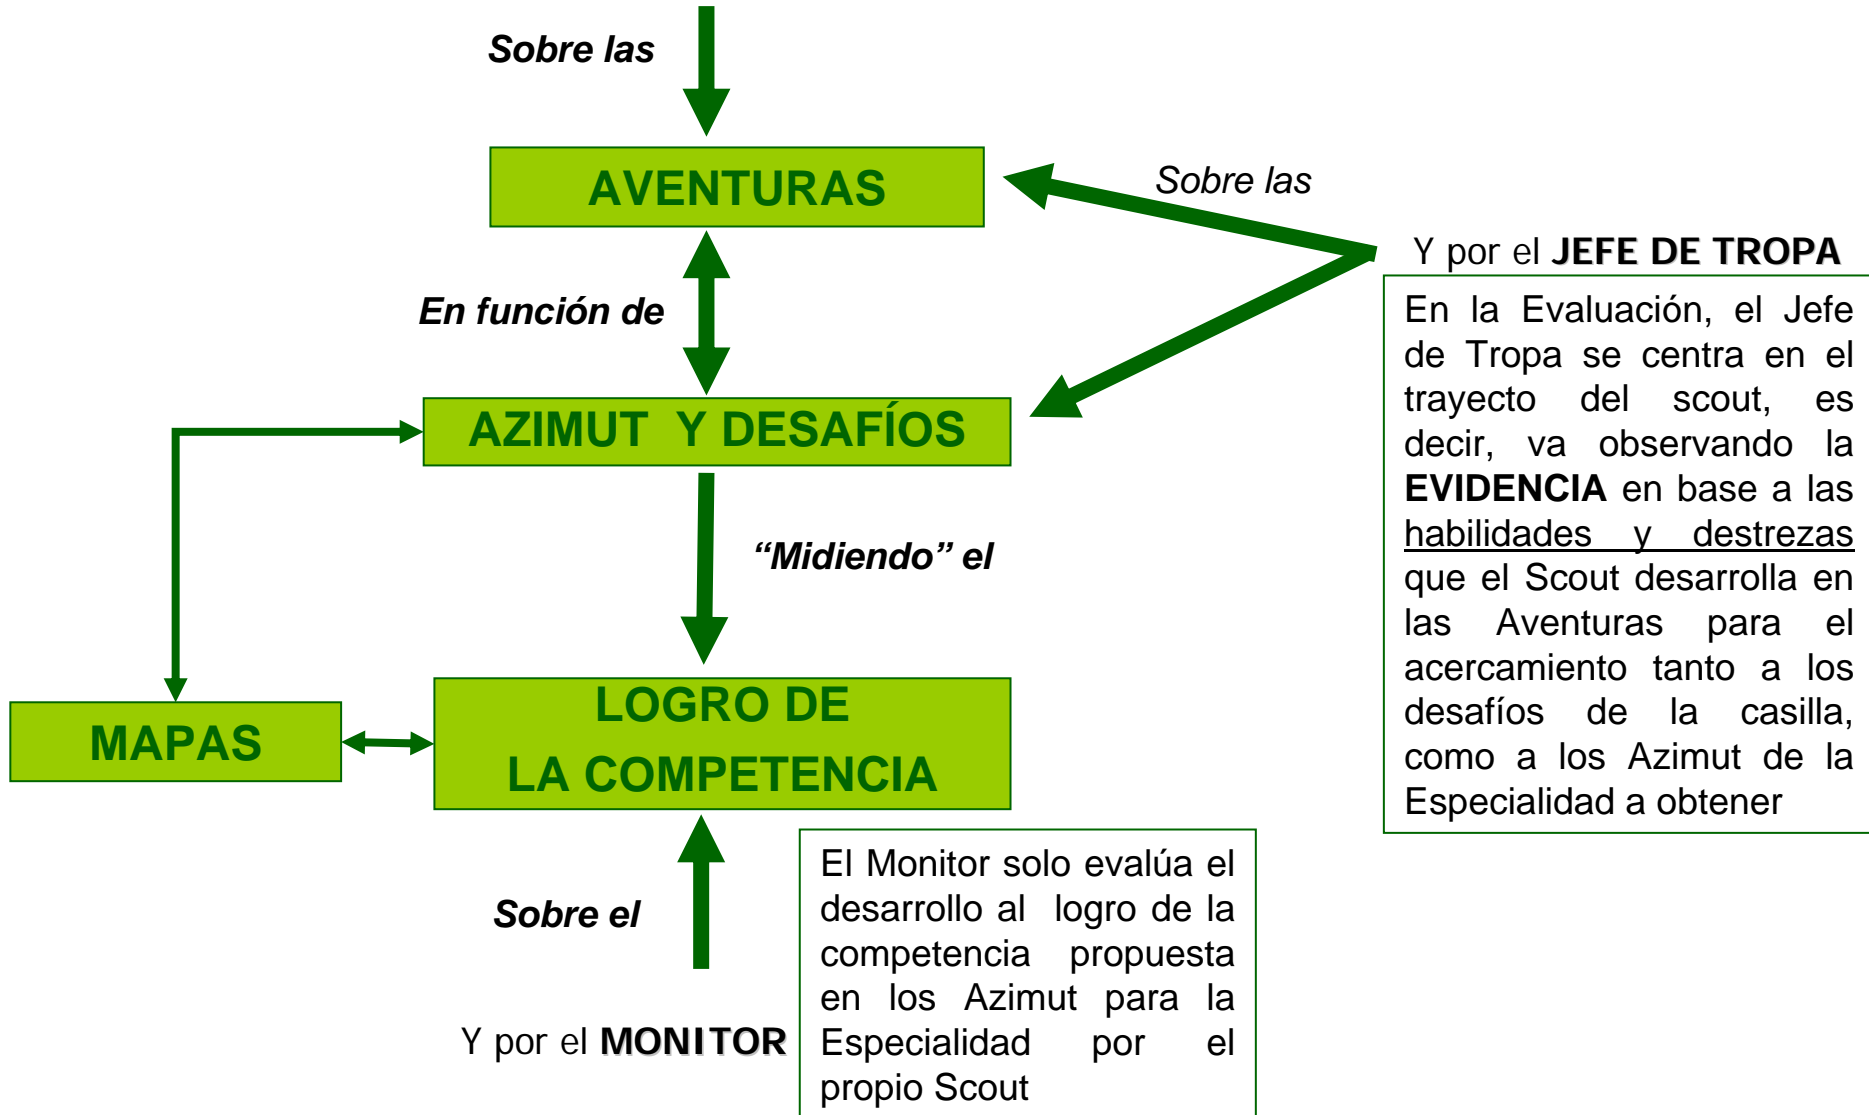 Sobre las
AVENTURAS
Sobre las
Y por el JEFE DE TROPA
En función de
AZIMUT Y DESAFÍOS
En la Evaluación, el Jefe
de Tropa se centra en el
trayecto del scout, es
decir, va observando la
EVIDENCIA en base a las
habilidades y destrezas
que el Scout desarrolla en
las Aventuras para el
acercamiento tanto a los
desafíos de la casilla,
como a los Azimut de la
Especialidad a obtener
“Midiendo” el
MAPAS
LOGRO DE
LA COMPETENCIA
Sobre el
Y por el MONITOR
El Monitor solo evalúa el
desarrollo al logro de la
competencia propuesta
en los Azimut para la
Especialidad por el
propio Scout